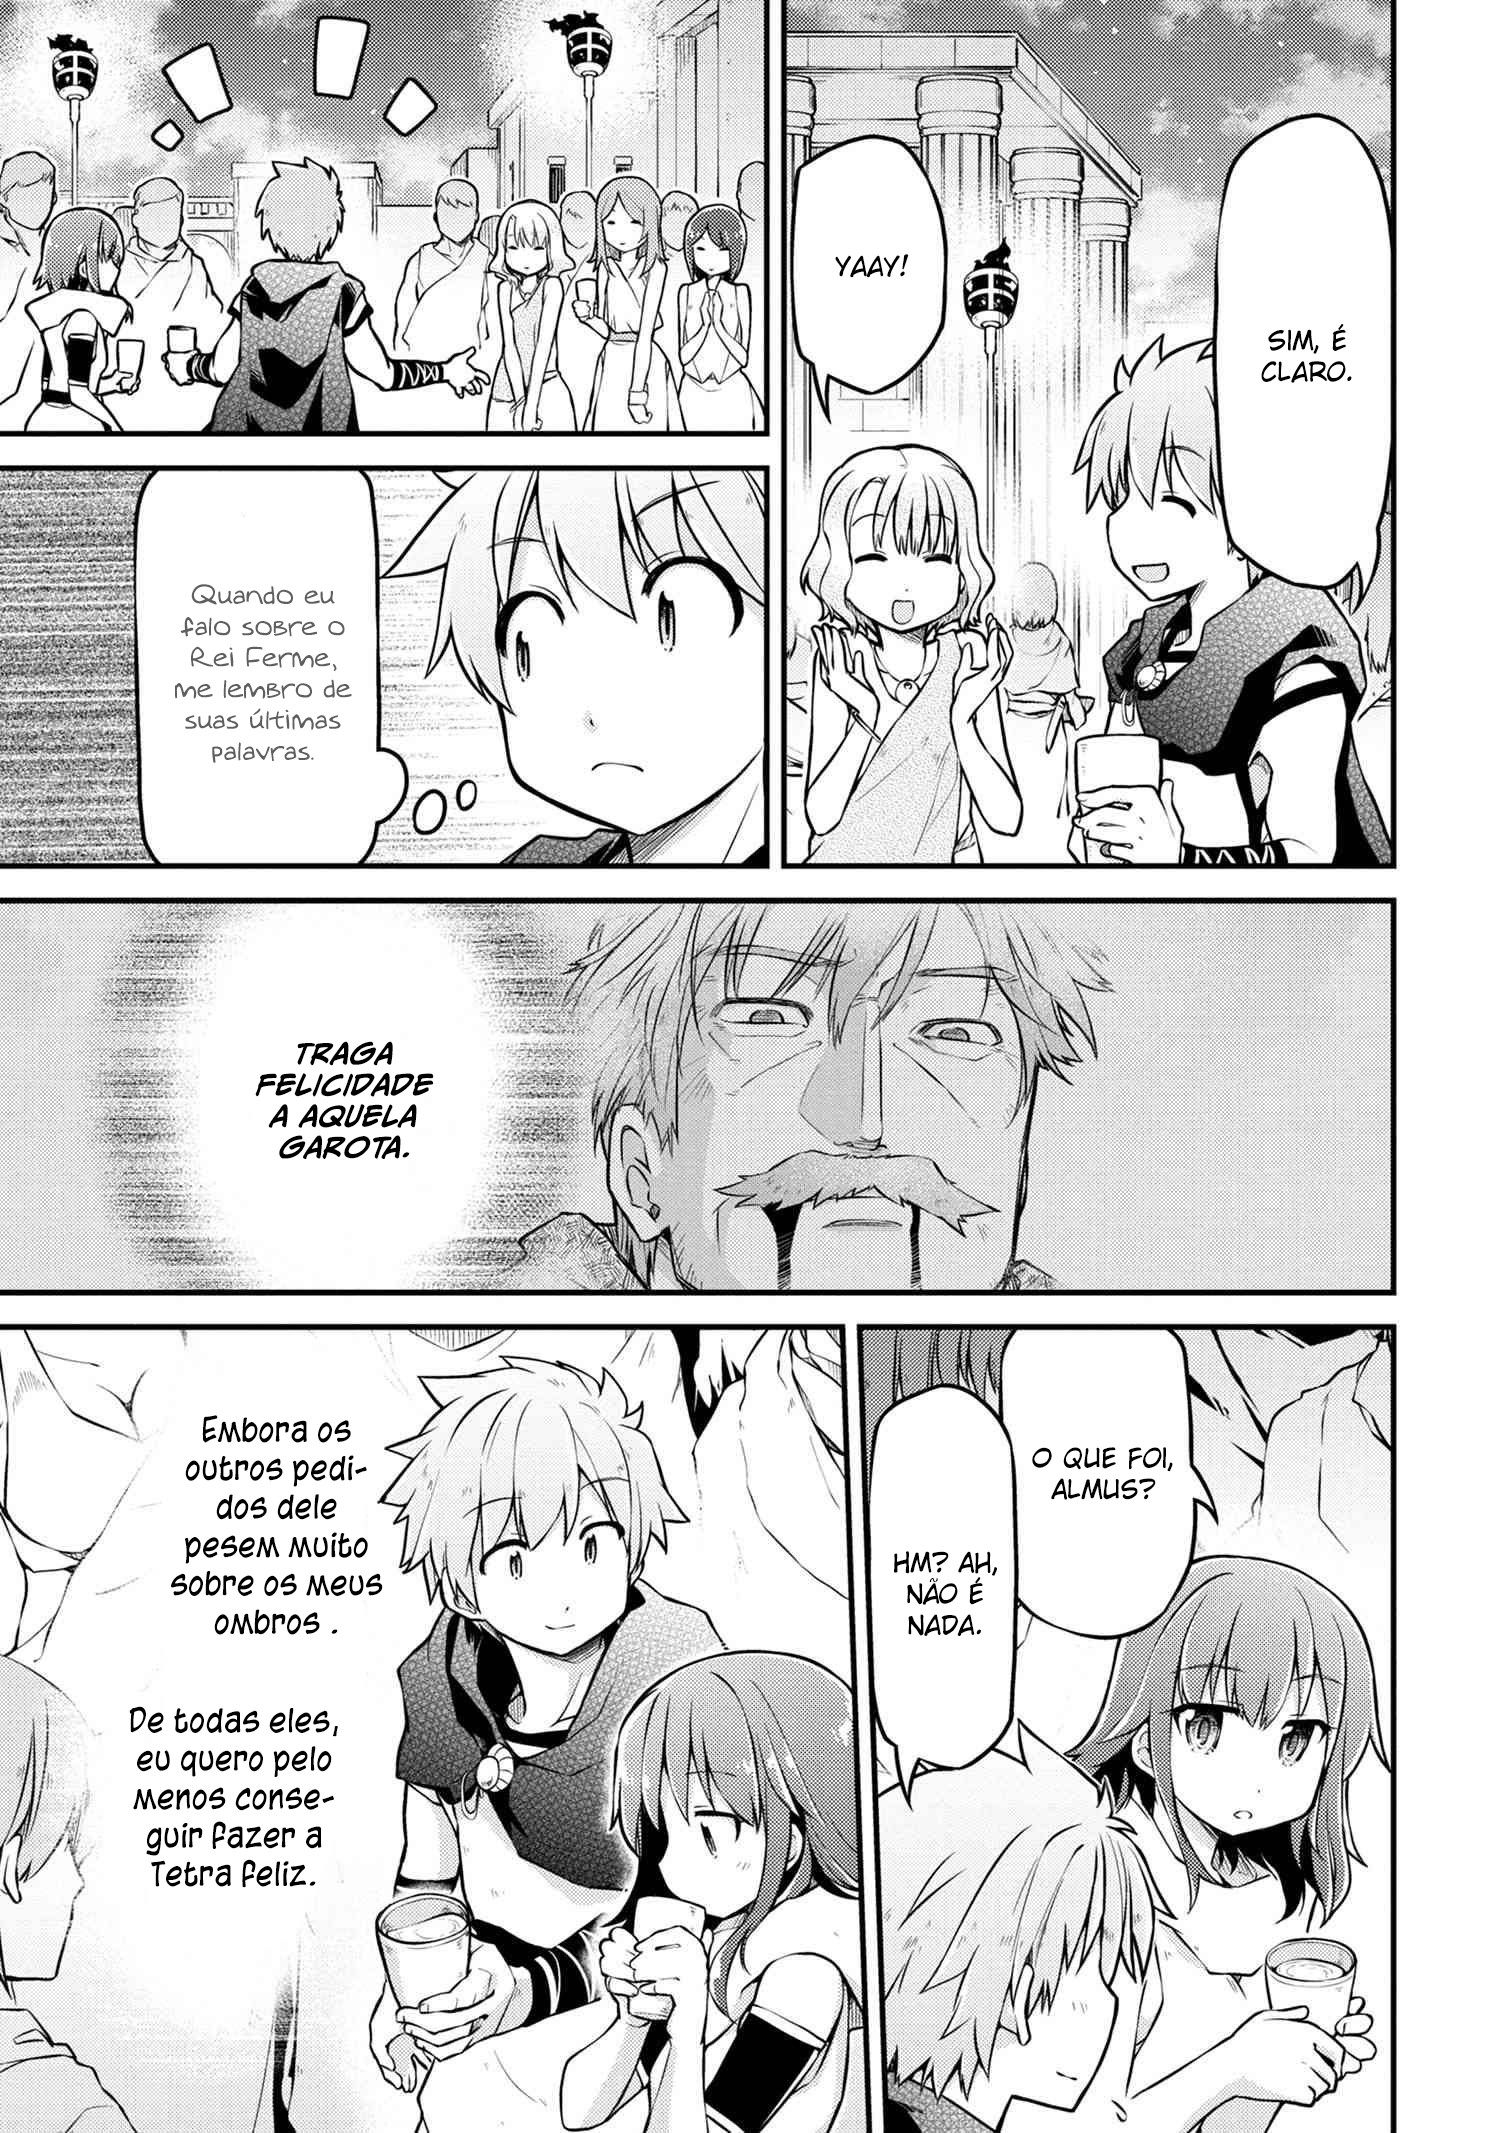 SIM, É
CLARO.
YAAY!
Quando eu
falo sobre o
Rei Ferme,
me lembro de
suas últimas
palavras.
TRAGA
FELICIDADE
A AQUELA
GAROTA.
O QUE FOI,
ALMUS?
HM? AH,
NÃO É
NADA.
Embora os
outros pedi-
dos dele
pesem muito
sobre os meus
ombros .
De todas eles,
eu quero pelo
menos conse-
guir fazer a
Tetra feliz.